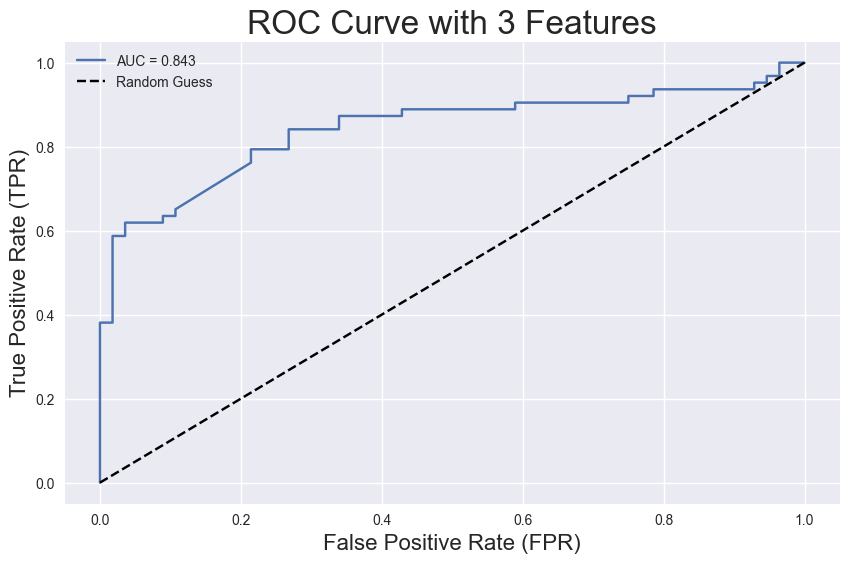 ROC Curve with 3 Features
AUC = 0.843
Random Guess
True Positive Rate (TPR)
1.0
0.8
0.6
0.4
0.2
0.0
0.0 0.2 0.4 0.6 0.8 1.0
False Positive Rate (FPR)